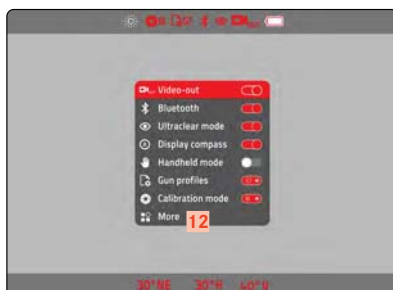 Video-out
Bluetooth
Ultraclear mode
Display compass
Handheld mode
Gun profiles
Calibration mode
More
12
30°NE 30°H 40°V